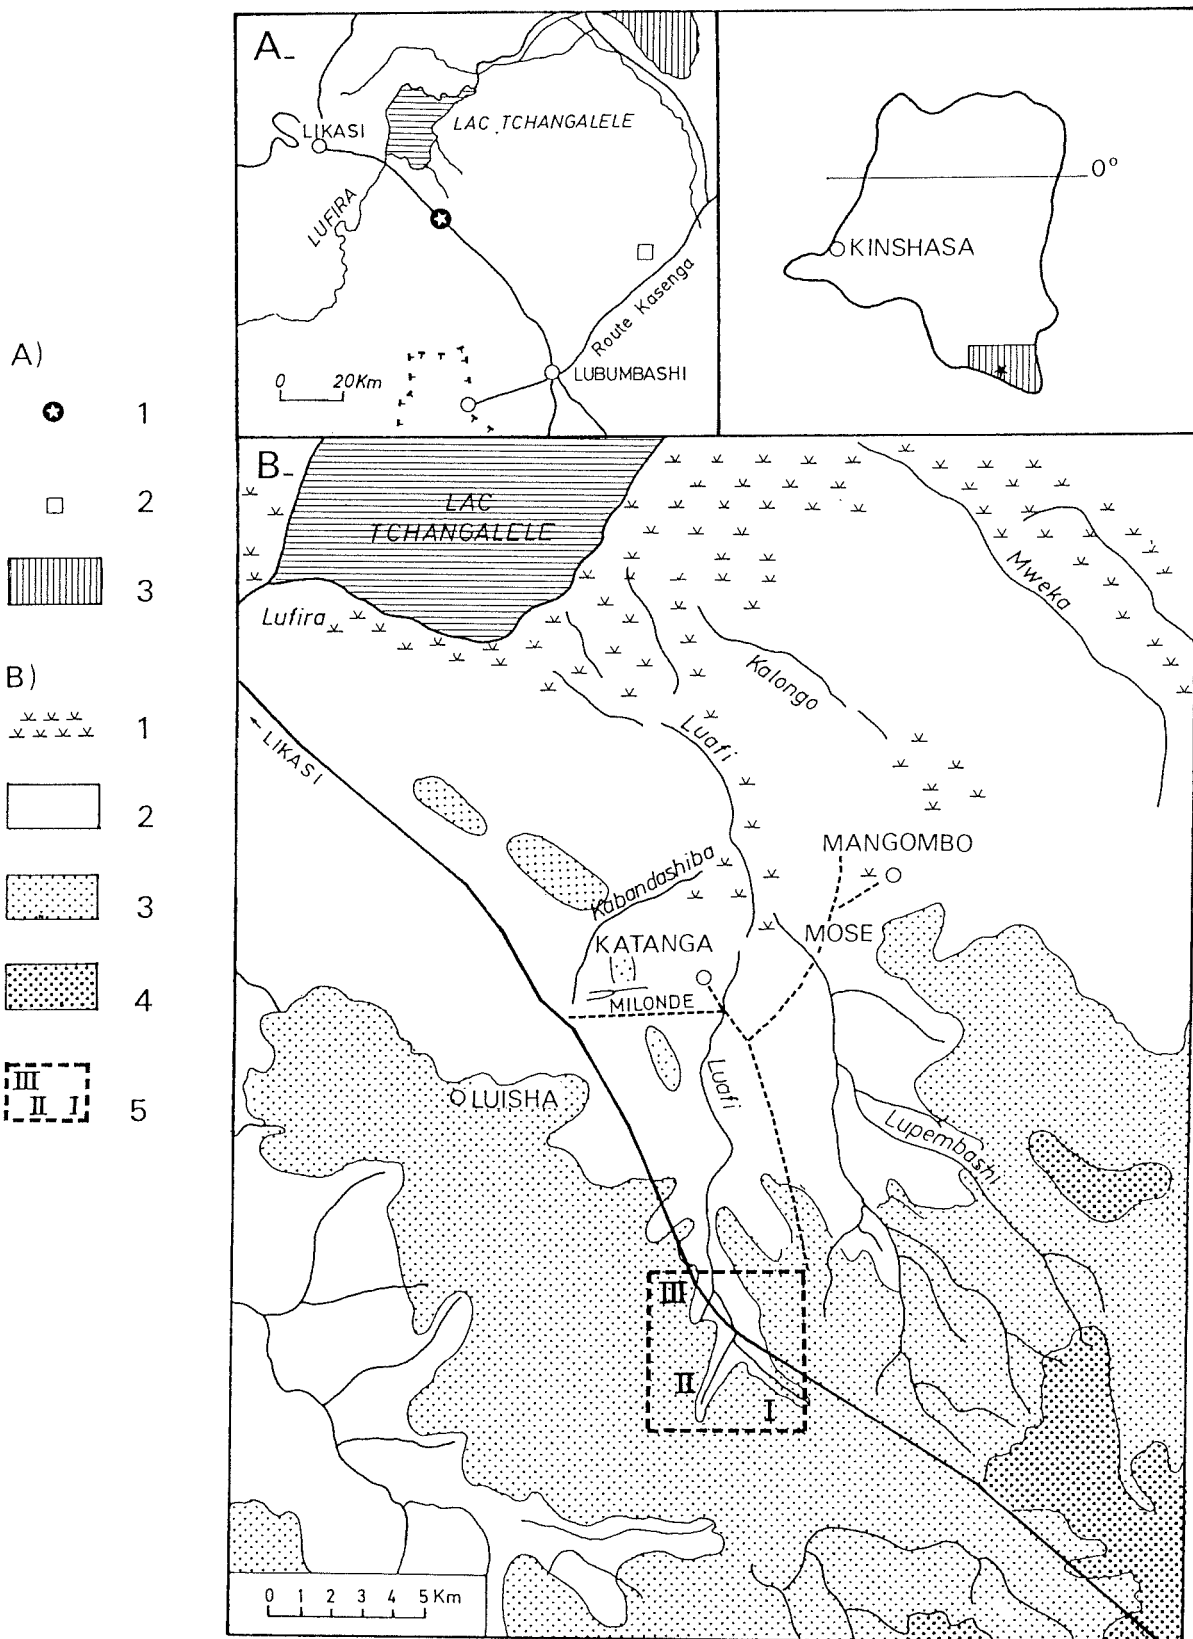 A_
LIKASI
LAC TCHANGALELE
LUFIRA
Route Kasenga
LUBUMBASHI
0 20Km
0°
KINSHASA
A)
1
2
3
B)
1
2
3
4
III
II I
5
B_
LAC
TCHANGALELE
Lufira
Mweka
Kalongo
Luafi
LIKASI
MANGOMBO
Kabandashiba
MOSE
KATANGA
MILONDE
Luafi
LUISHA
Lupembashi
III
II
I
0 1 2 3 4 5 Km